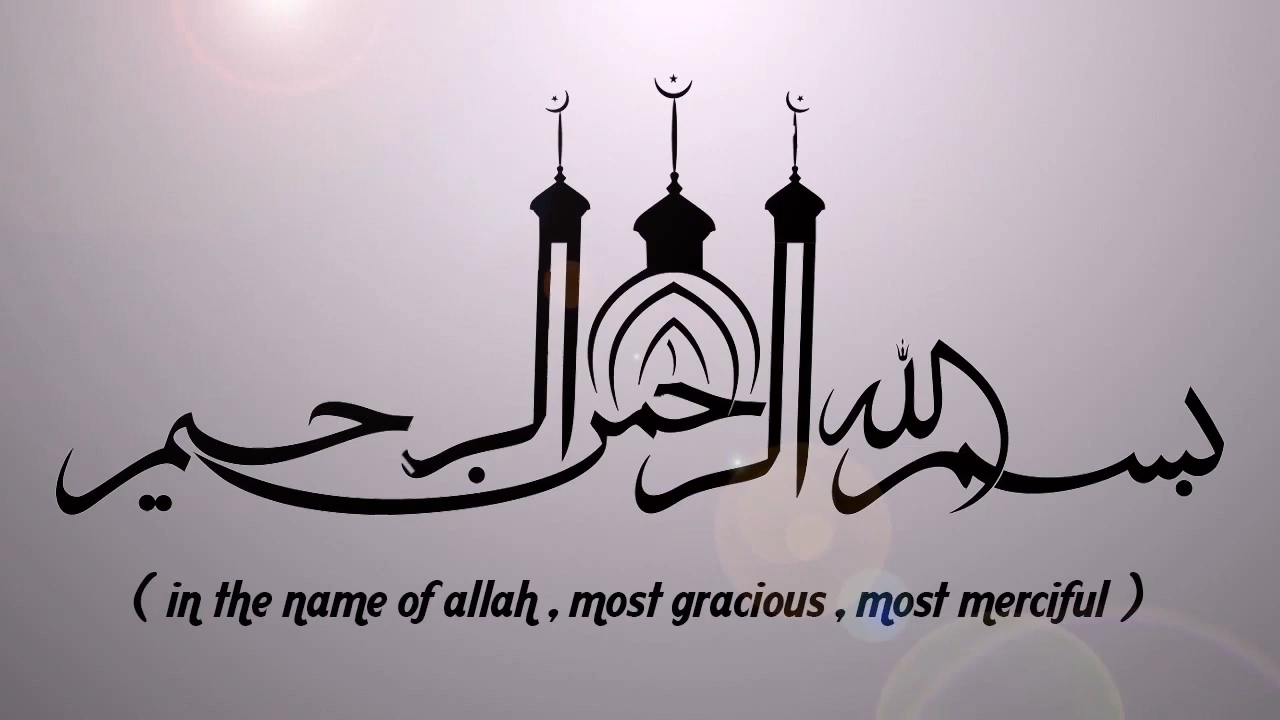 بسم الله الرحمن الرحيم
( in the name of allah , most gracious , most merciful )